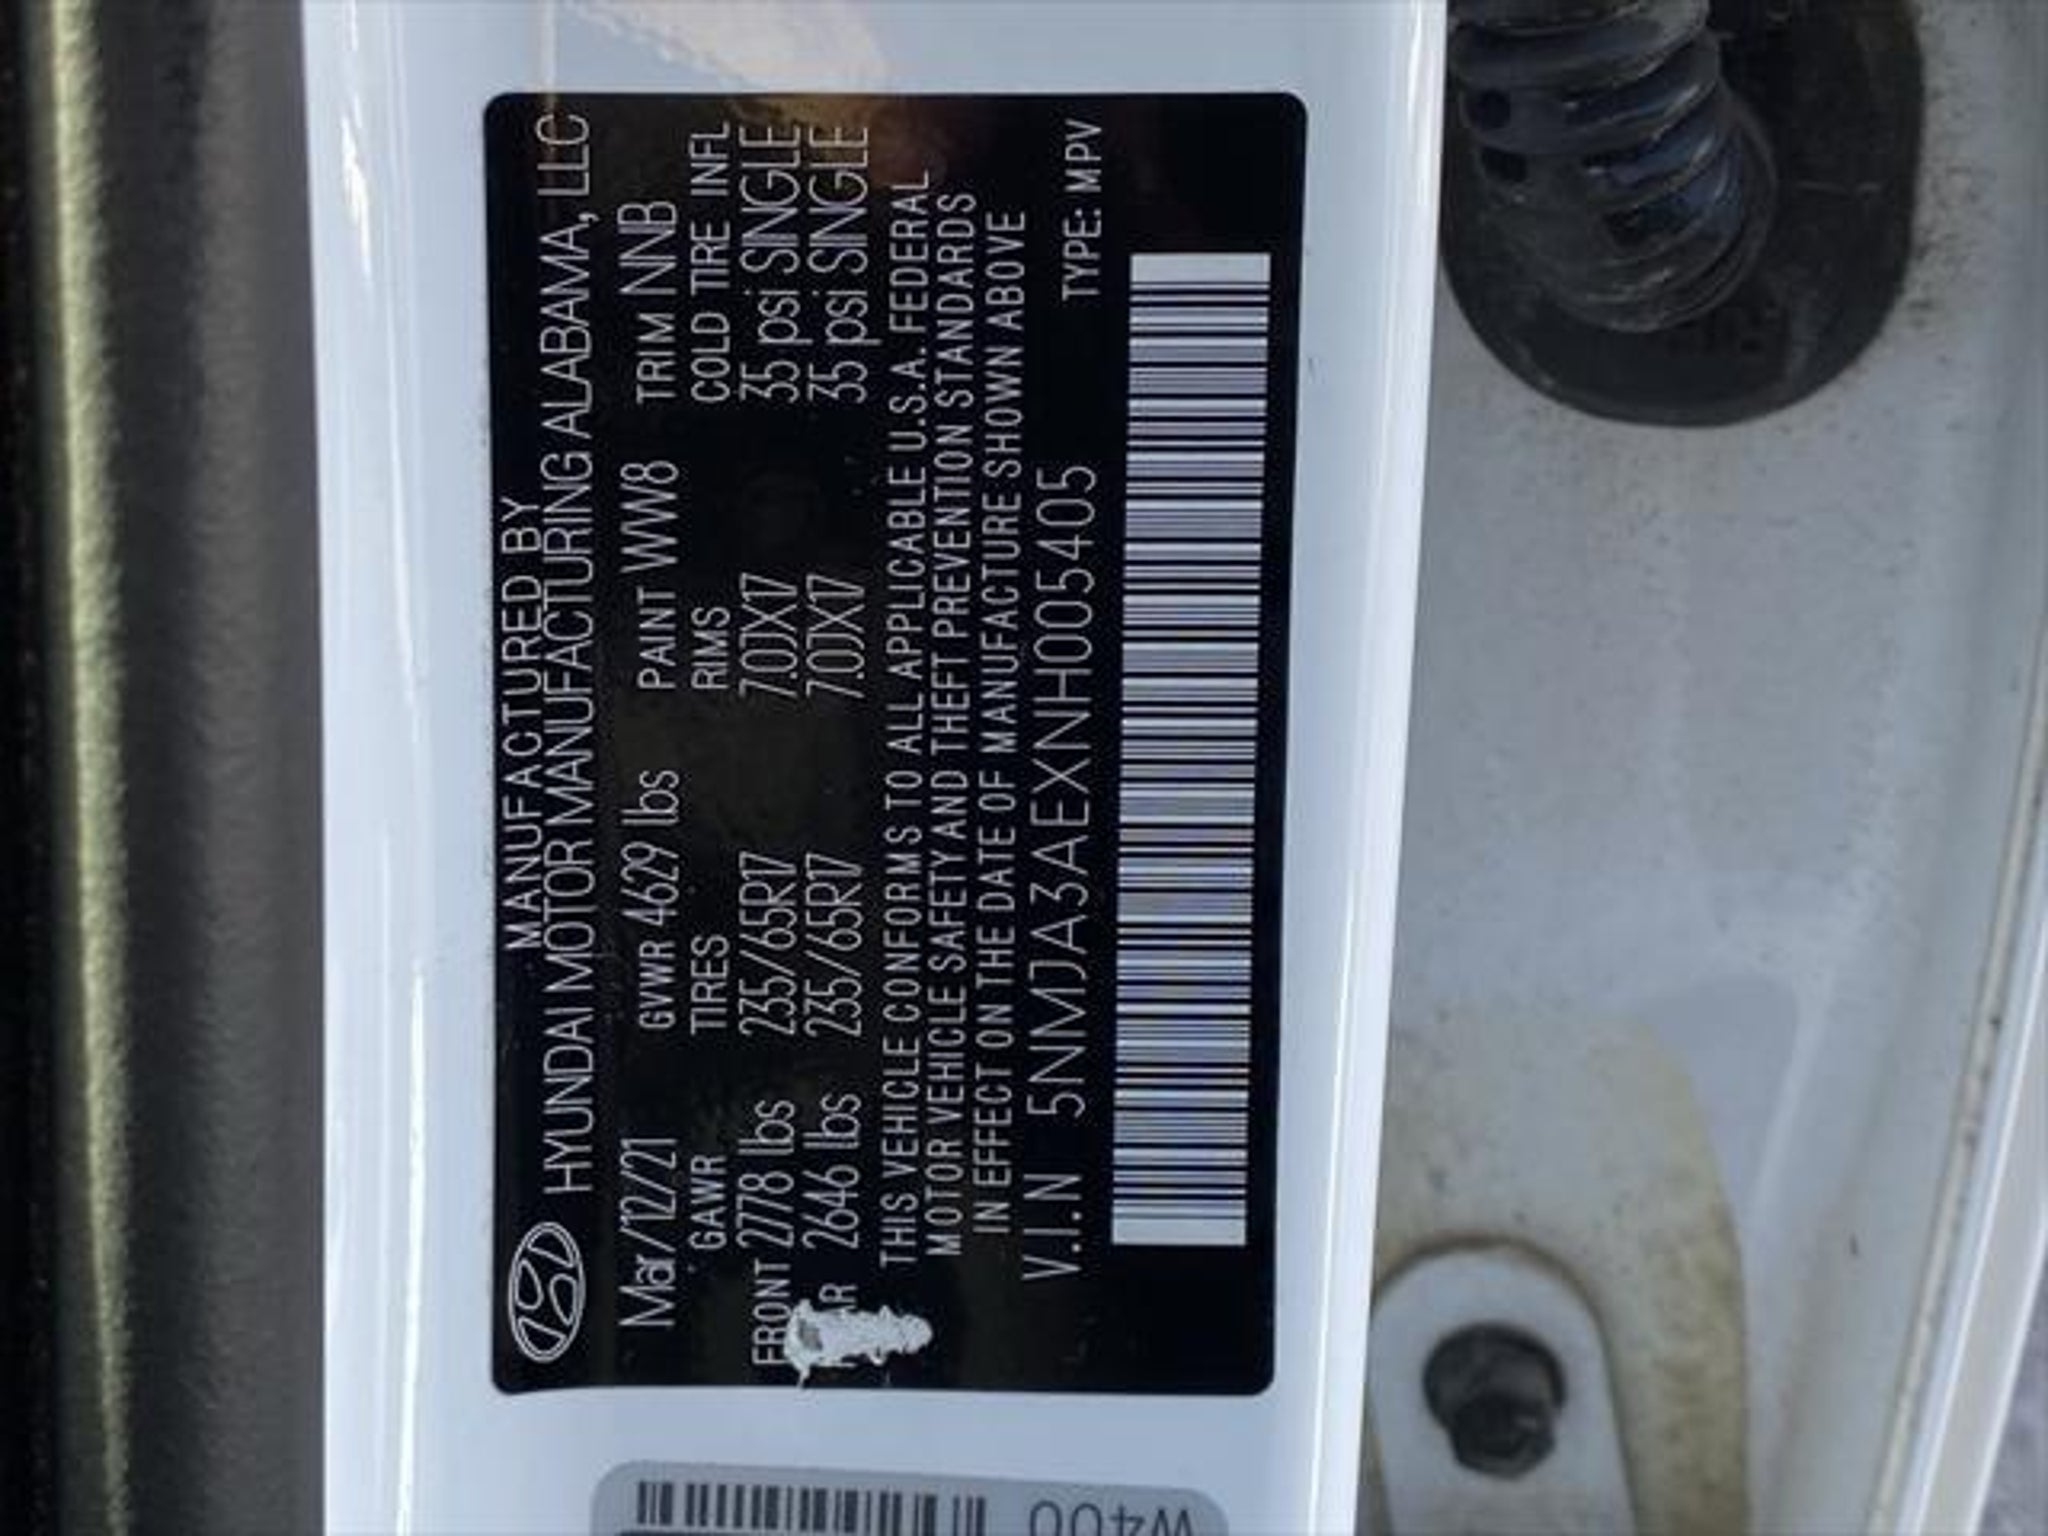 MANUFACTURED BY
HYUNDAI MOTOR MANUFACTURING ALABAMA, LLC
Mar/12/21 GVWR 4629 lbs PAINT WW8 TRIM NNB
GAWR TIRES RIMS COLD TIRE INFL
FRONT 2778 lbs 235/65R17 7.0JX17 35 psi SINGLE
2646 lbs 235/65R17 7.0JX17 35 psi SINGLE
THIS VEHICLE CONFORMS TO ALL APPLICABLE U.S.A. FEDERAL
MOTOR VEHICLE SAFETY AND THEFT PREVENTION STANDARDS
IN EFFECT ON THE DATE OF MANUFACTURE SHOWN ABOVE
V.I.N 5NMJA3AEXNH005405
TYPE: MPV
W400